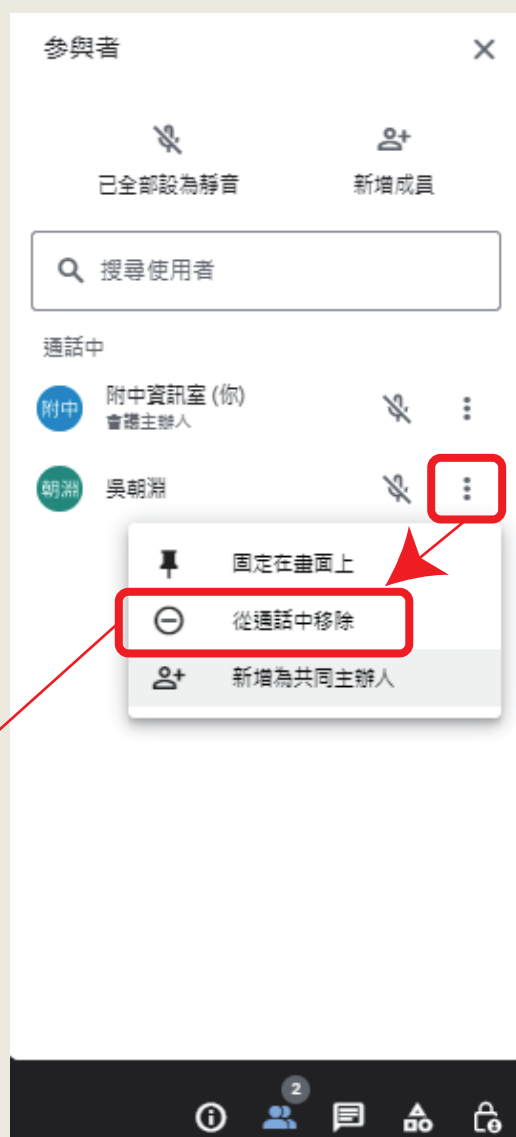 參與者
已全部設為靜音
新增成員
搜尋使用者
通話中
附中
附中資訊室 (你)
會議主辦人
朝淵
吳朝淵
固定在畫面上
從通話中移除
新增為共同主辦人
2